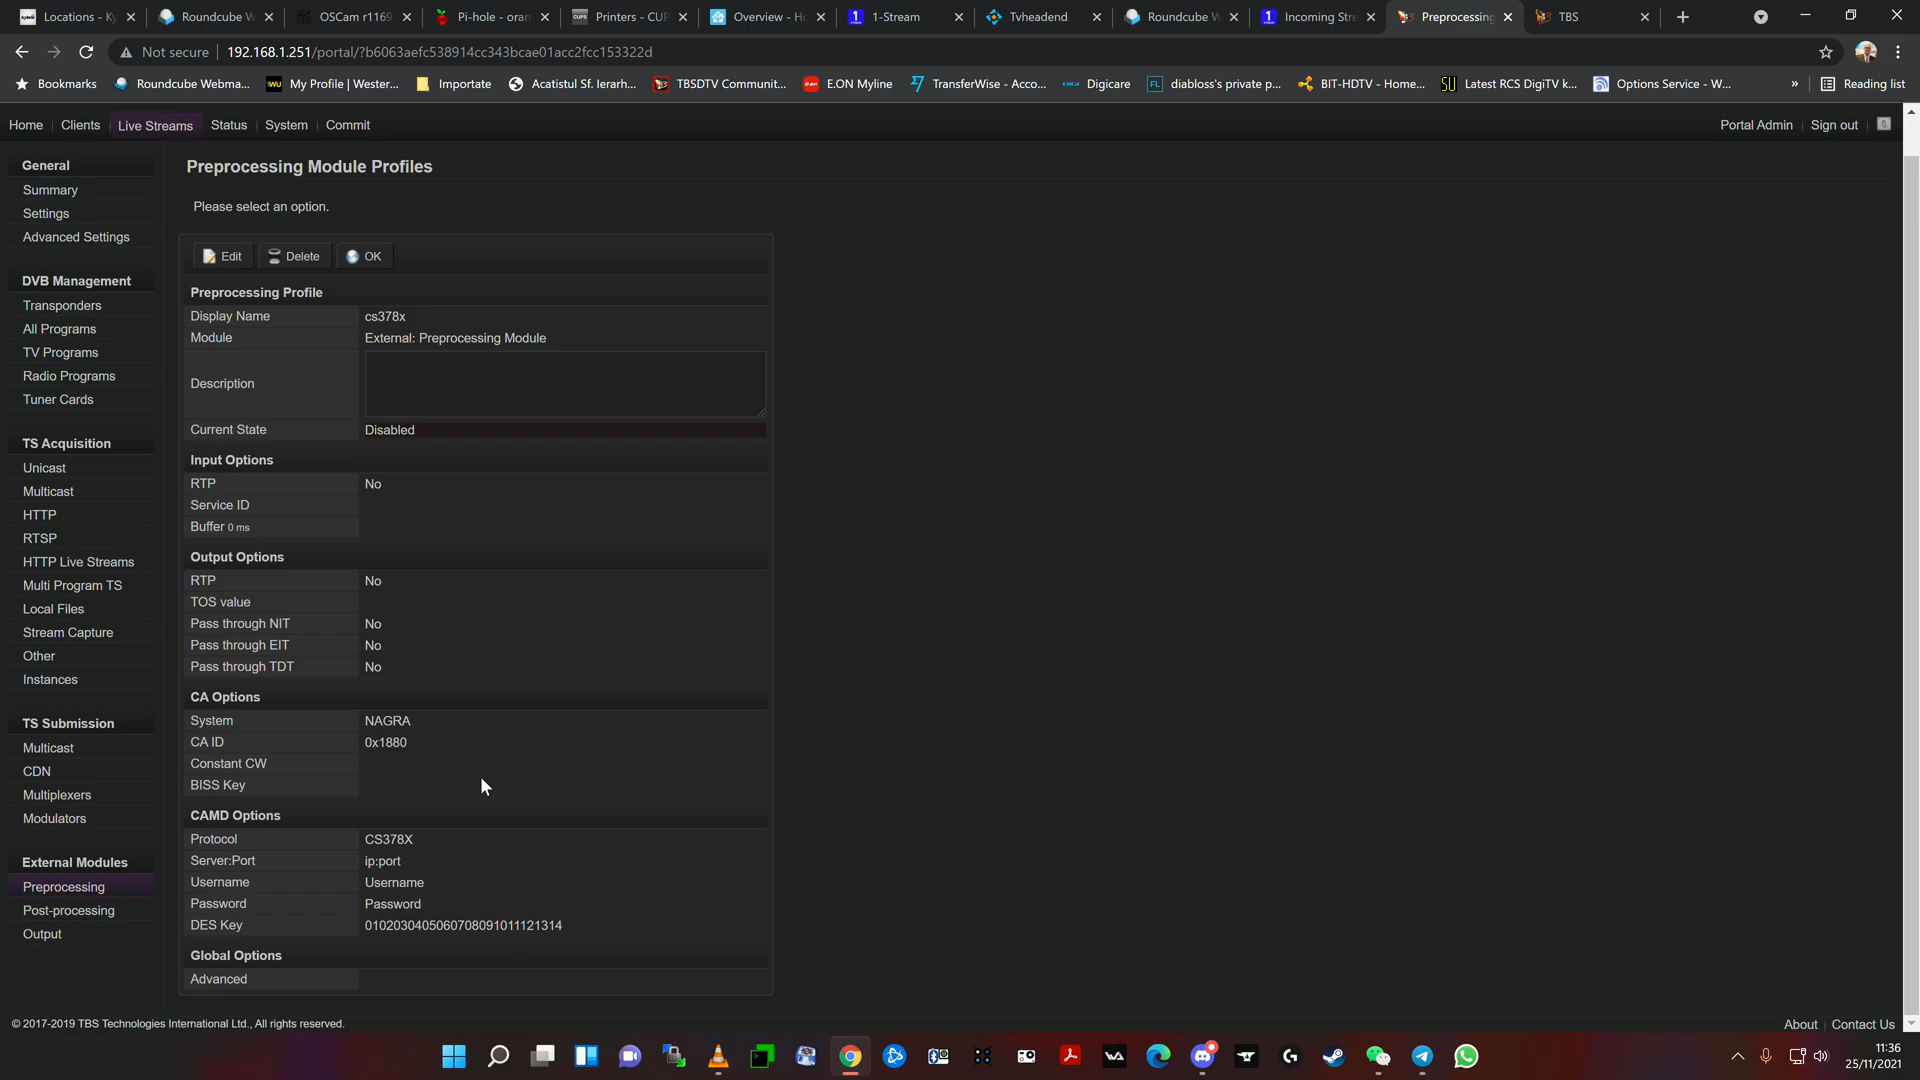 Locations - Ky
Roundcube W
OSCam r1169
Pi-hole - oran
Printers - CUP
Overview - Ho
1-Stream
Tvheadend
Roundcube W
Incoming Stre
Preprocessing
TBS
Not secure 192.168.1.251/portal/?b6063aefc538914cc343bcae01acc2fcc153322d
Bookmarks Roundcube Webma... My Profile | Wester... Importate Acatistul Sf. Ierarh... TBSDTV Communit... E.ON Myline TransferWise - Acco... Digicare diabloss's private p... BIT-HDTV - Home... Latest RCS DigiTV k... Options Service - W... » Reading list
Home Clients Live Streams Status System Commit Portal Admin Sign out
General
Summary
Settings
Advanced Settings
DVB Management
Transponders
All Programs
TV Programs
Radio Programs
Tuner Cards
TS Acquisition
Unicast
Multicast
HTTP
RTSP
HTTP Live Streams
Multi Program TS
Local Files
Stream Capture
Other
Instances
TS Submission
Multicast
CDN
Multiplexers
Modulators
External Modules
Preprocessing
Post-processing
Output
Preprocessing Module Profiles
Please select an option.
Edit Delete OK
Preprocessing Profile
Display Name cs378x
Module External: Preprocessing Module
Description
Current State Disabled
Input Options
RTP No
Service ID
Buffer 0 ms
Output Options
RTP No
TOS value
Pass through NIT No
Pass through EIT No
Pass through TDT No
CA Options
System NAGRA
CA ID 0x1880
Constant CW
BISS Key
CAMD Options
Protocol CS378X
Server:Port ip:port
Username Username
Password Password
DES Key 0102030405060708091011121314
Global Options
Advanced
© 2017-2019 TBS Technologies International Ltd., All rights reserved.
About Contact Us
11:36
25/11/2021